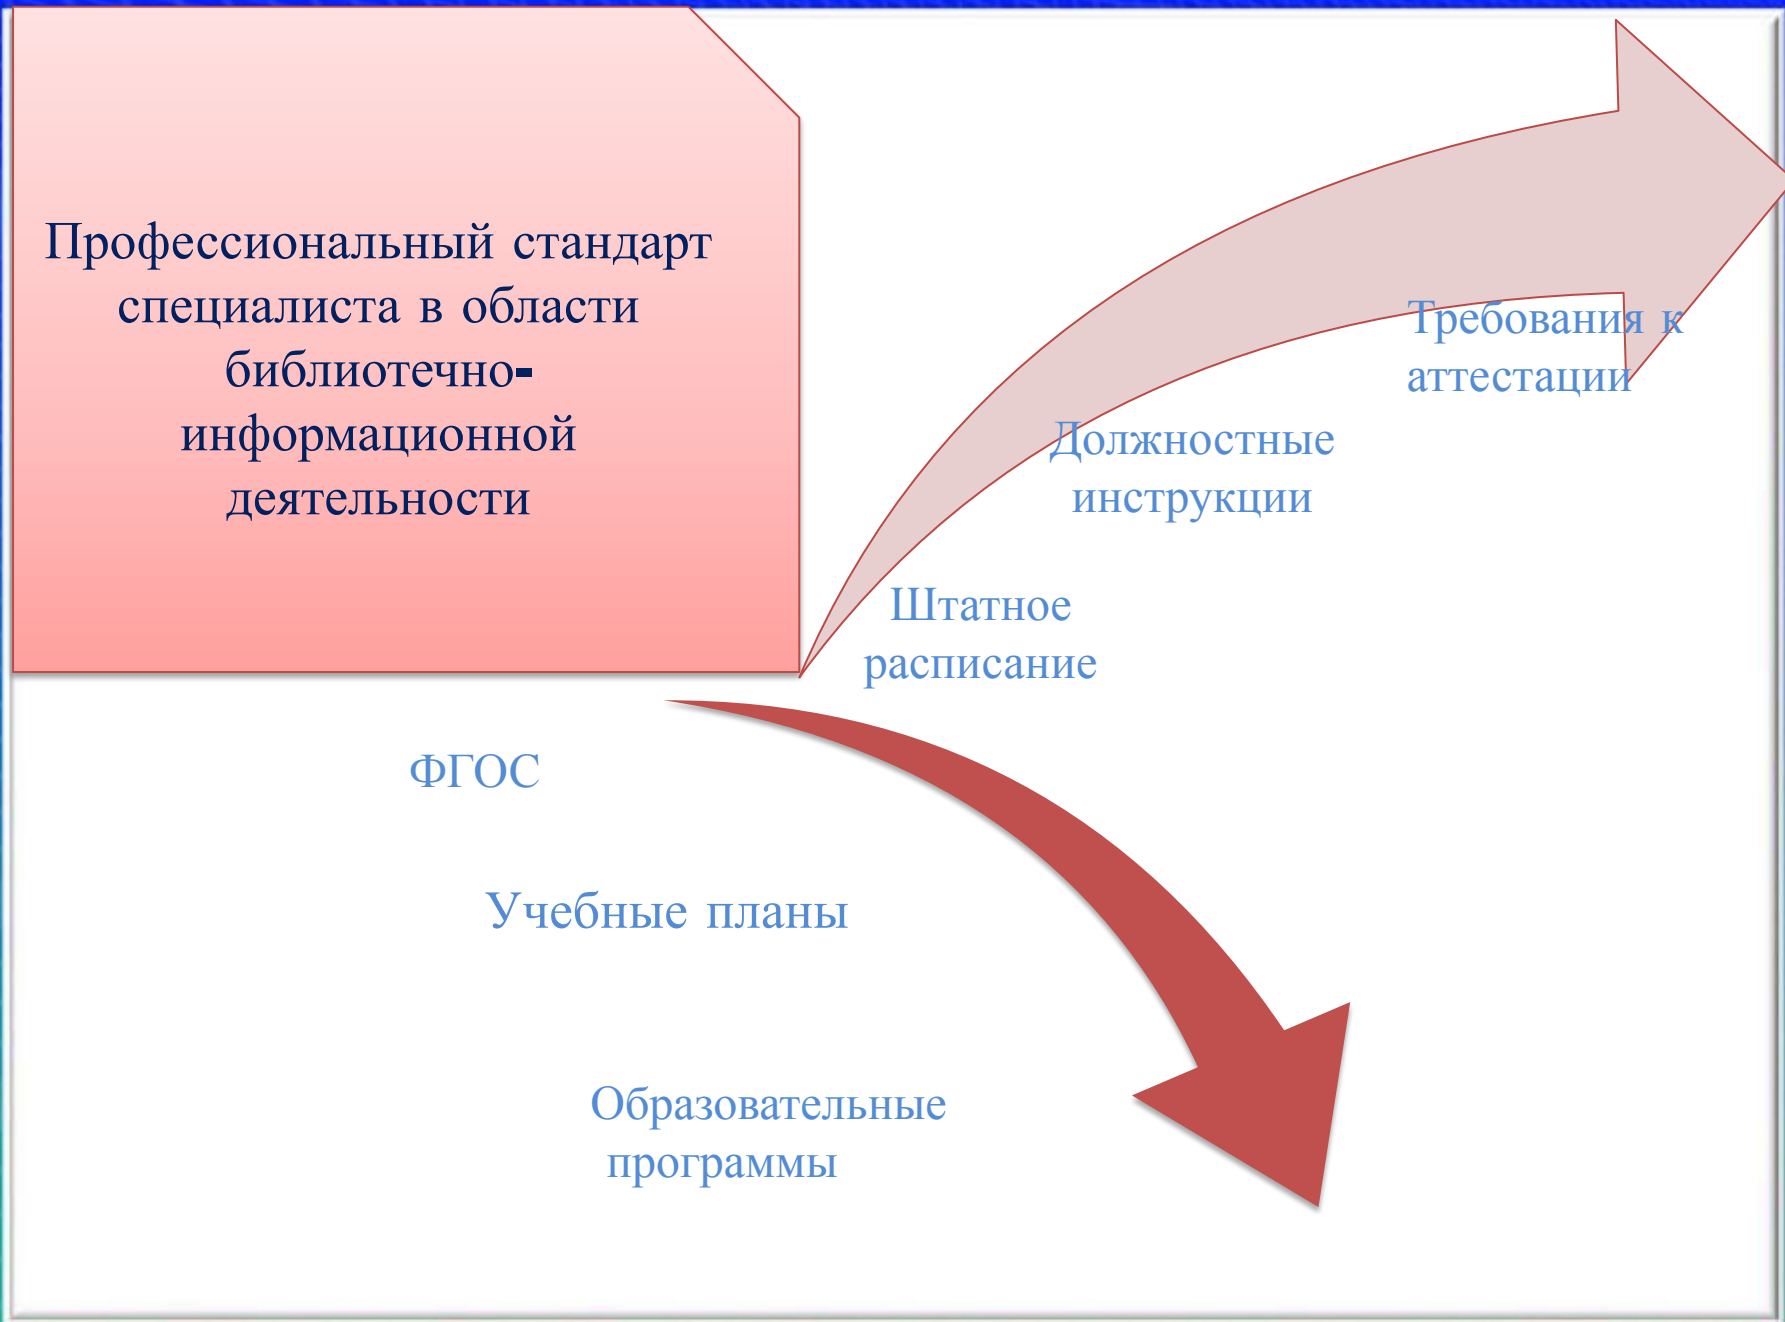 Профессиональный стандарт
специалиста в области
библиотечно-
информационной
деятельности
Требования к
аттестации
Должностные
инструкции
Штатное
расписание
ФГОС
Учебные планы
Образовательные
программы